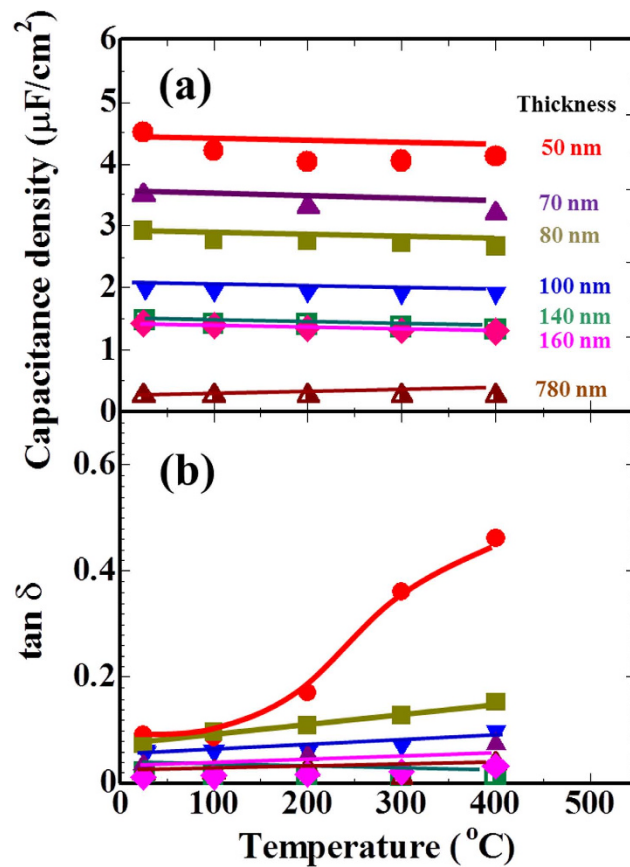 6
(a)
Thickness
5
50 nm
4
70 nm
3
80 nm
2
100 nm
140 nm
1
160 nm
780 nm
0
Capacitance density (μF/cm²)
(b)
0.6
0.4
0.2
0
tan δ
0 100 200 300 400 500
Temperature (°C)